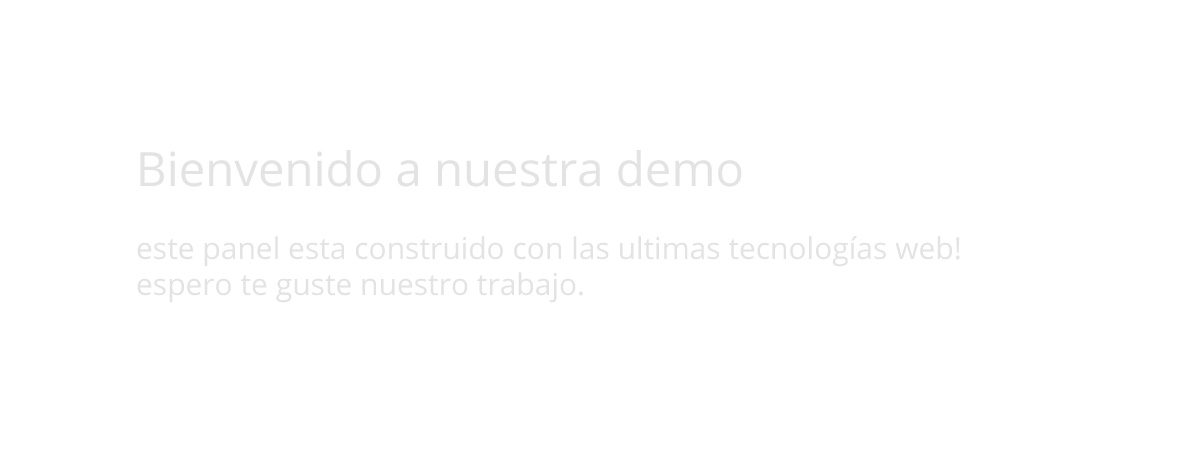 Bienvenido a nuestra demo
este panel esta construido con las ultimas tecnologías web!
espero te guste nuestro trabajo.